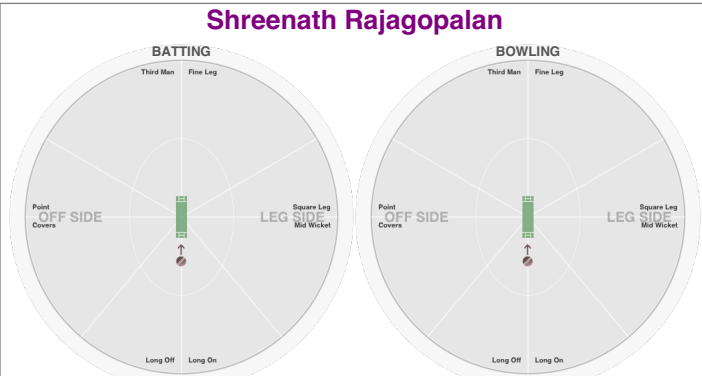 Shreenath Rajagopalan
BATTING
Third Man Fine Leg
Point
OFF SIDE
Covers
Square Leg
LEG SIDE
Mid Wicket
Long Off Long On
BOWLING
Third Man Fine Leg
Point
OFF SIDE
Covers
Square Leg
LEG SIDE
Mid Wicket
Long Off Long On